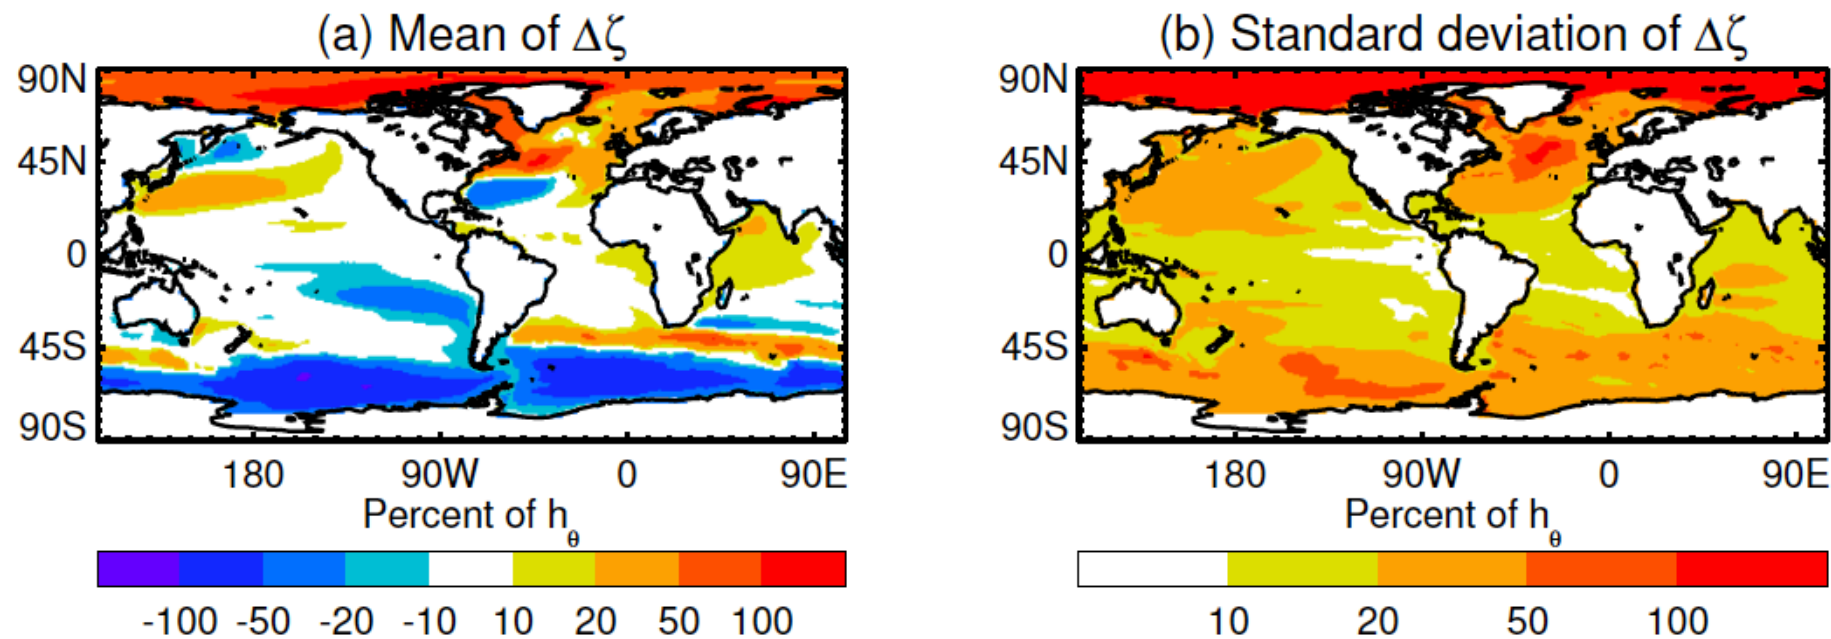 (a) Mean of Δζ
90N
45N
0
45S
90S
180 90W 0 90E
Percent of hθ
-100 -50 -20 -10 10 20 50 100
(b) Standard deviation of Δζ
90N
45N
0
45S
90S
180 90W 0 90E
Percent of hθ
10 20 50 100